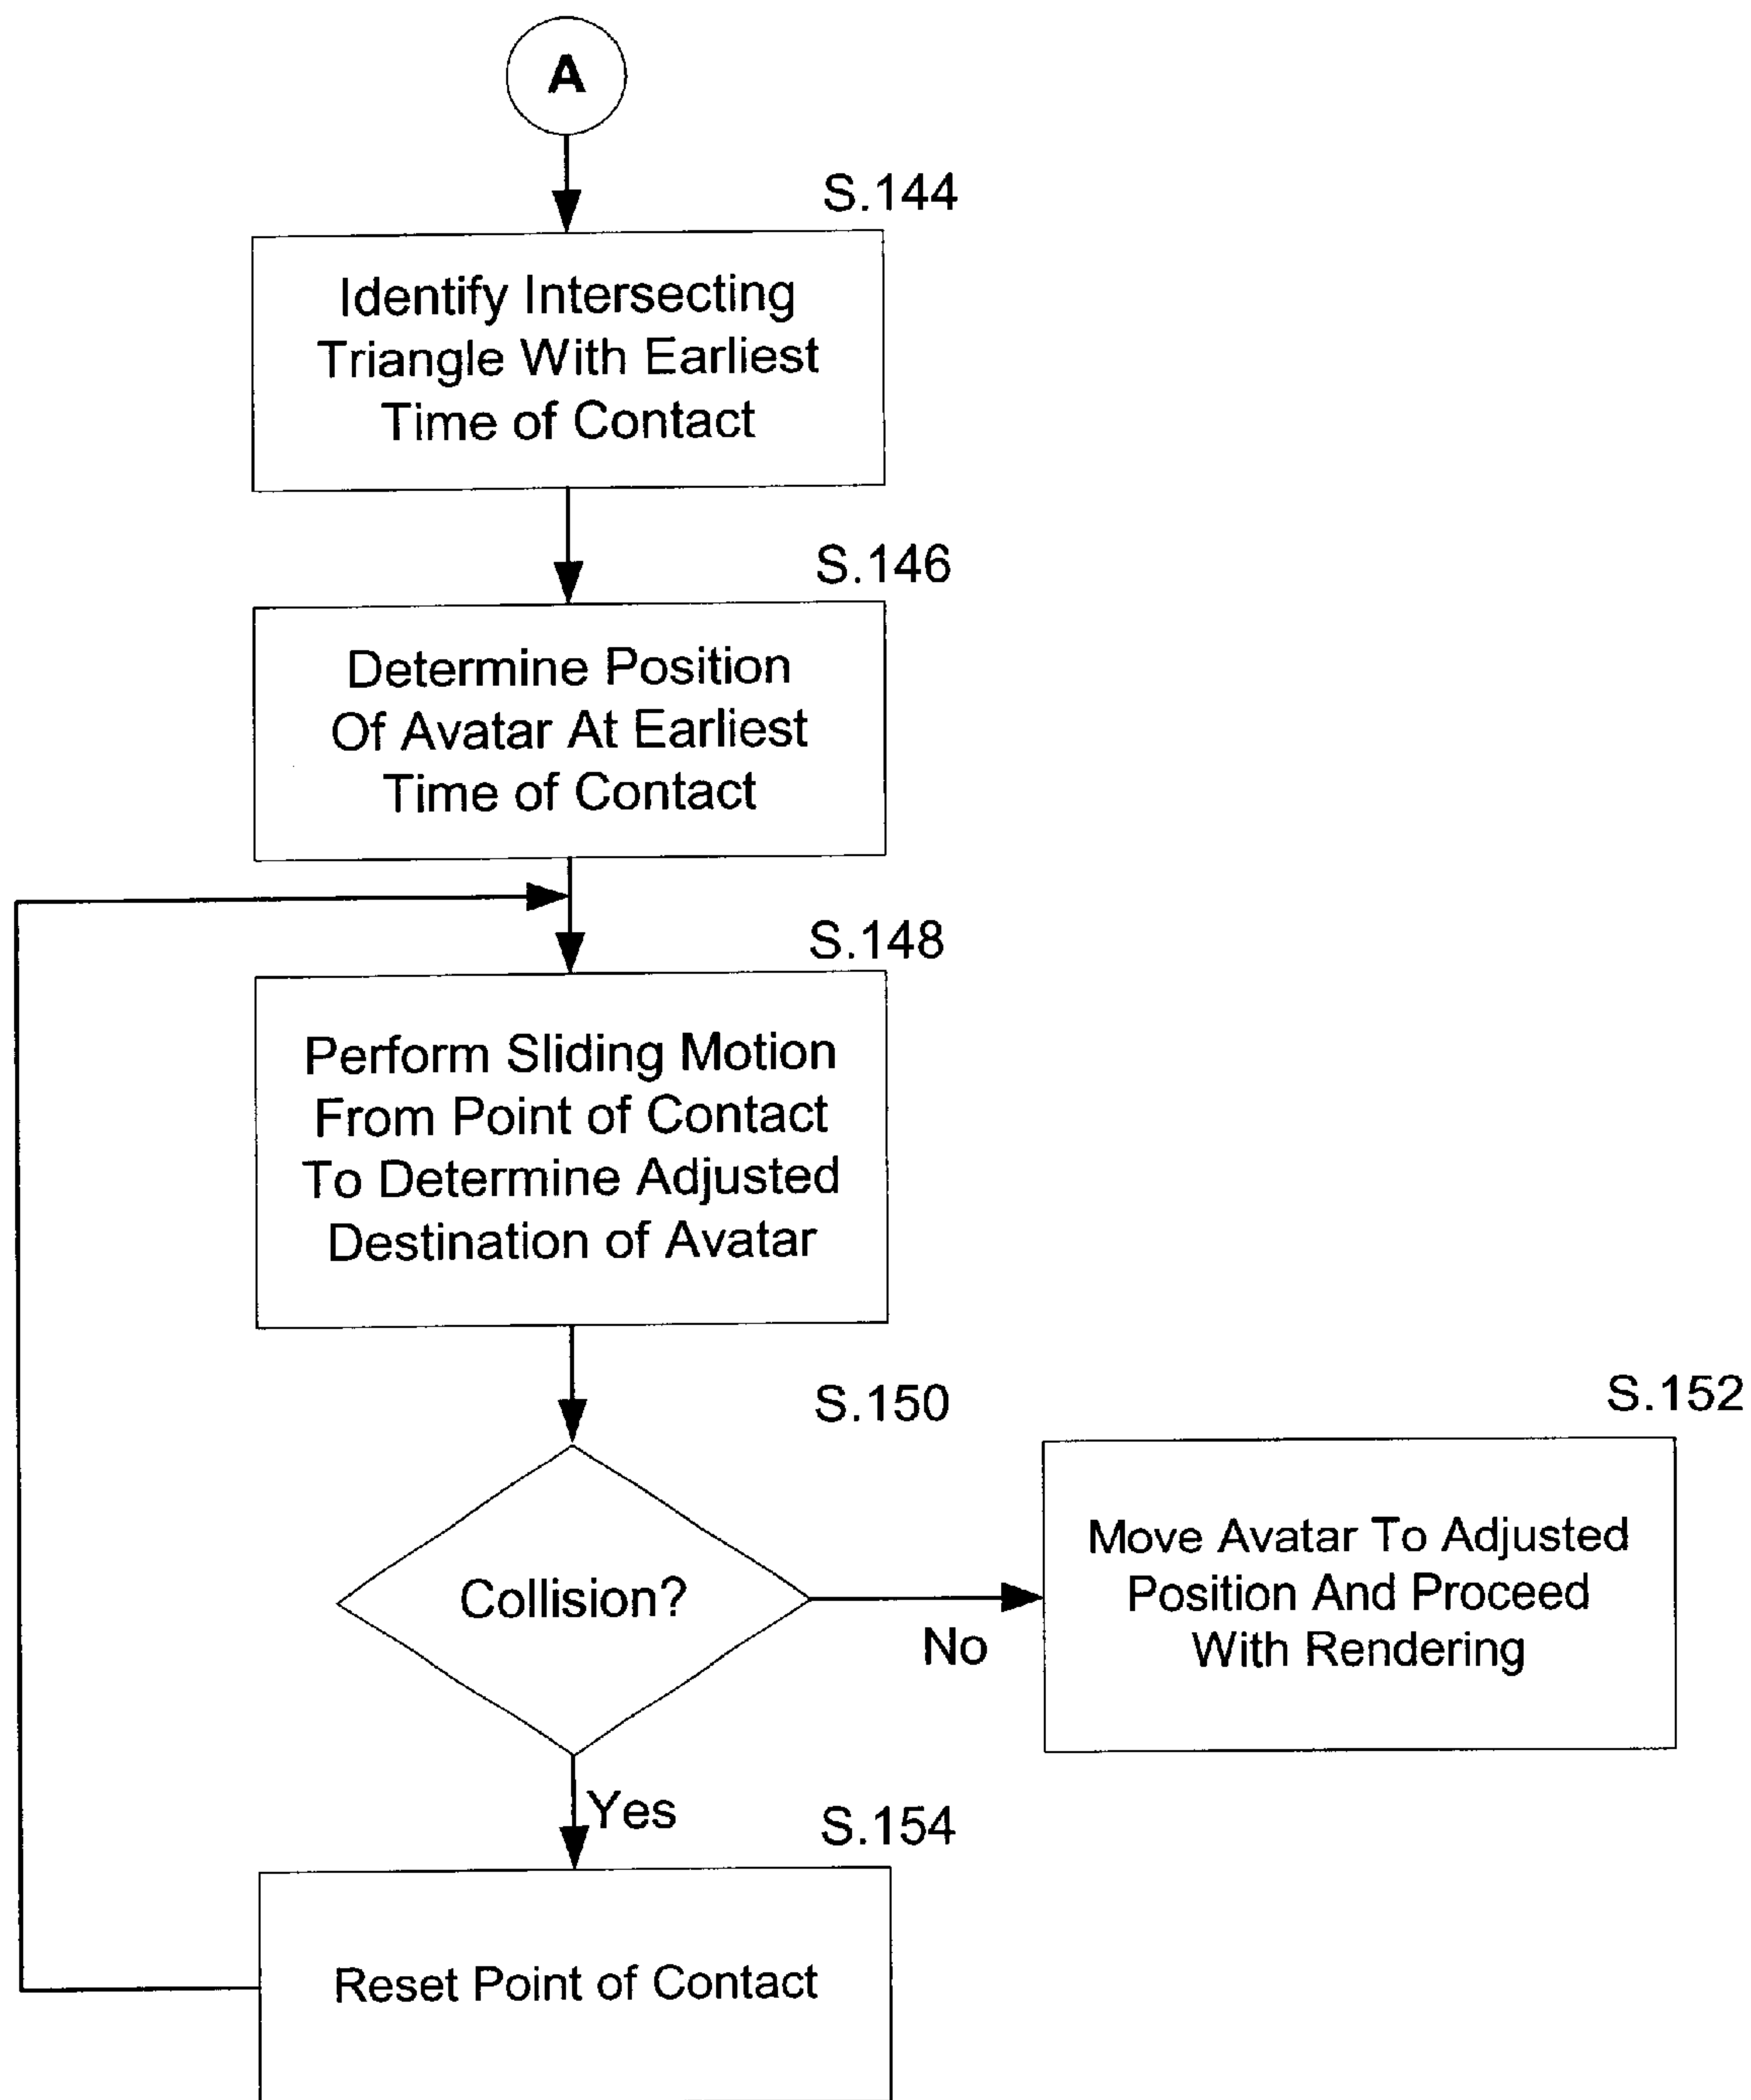 A
S.144
Identify Intersecting
Triangle With Earliest
Time of Contact
S.146
Determine Position
Of Avatar At Earliest
Time of Contact
S.148
Perform Sliding Motion
From Point of Contact
To Determine Adjusted
Destination of Avatar
S.150
Collision?
No
S.152
Move Avatar To Adjusted
Position And Proceed
With Rendering
Yes
S.154
Reset Point of Contact